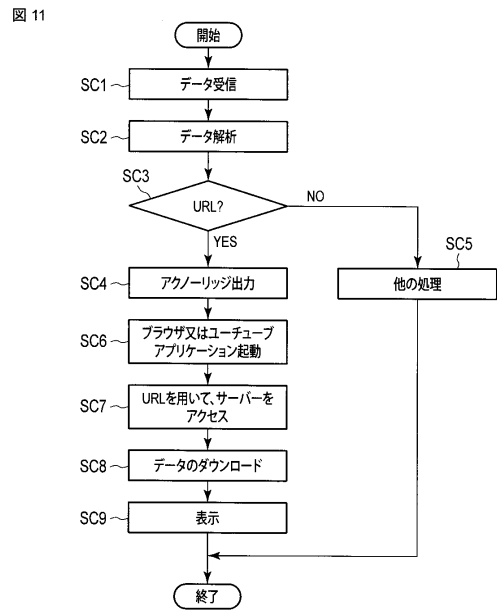 図 11
開始
SC1
データ受信
SC2
データ解析
SC3
URL?
NO
YES
SC5
SC4
アクノーリッジ出力
他の処理
SC6
ブラウザ又はユーチューブ
アプリケーション起動
SC7
URLを用いて、サーバーを
アクセス
SC8
データのダウンロード
SC9
表示
終了